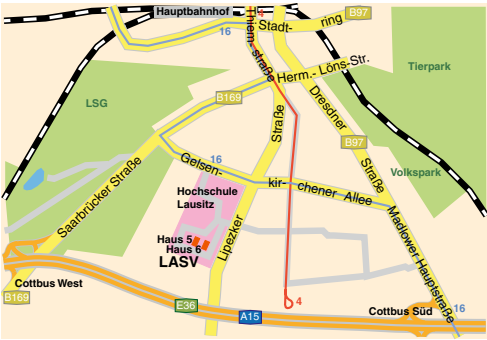 Hauptbahnhof
4
B97
Stadt-
ring
16
Thiem-
straße
Herm.- Löns-Str.
Tierpark
LSG
B169
Dresdner
Straße
Straße
B97
Gelsen-
16
kir-
chener Allee
Volkspark
Saarbrücker Straße
Hochschule
Lausitz
Lipezker
Madlower Hauptstraße
Haus 5
Haus 6
LASV
Cottbus West
B169
E36
A15
4
Cottbus Süd
16